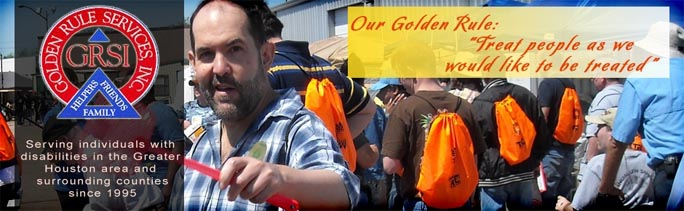 GOLDEN RULE SERVICES, INC.
GRSI
HELPERS FRIENDS
FAMILY
Serving individuals with
disabilities in the Greater
Houston area and
surrounding counties
since 1995
Our Golden Rule:
"Treat people as we
would like to be treated"